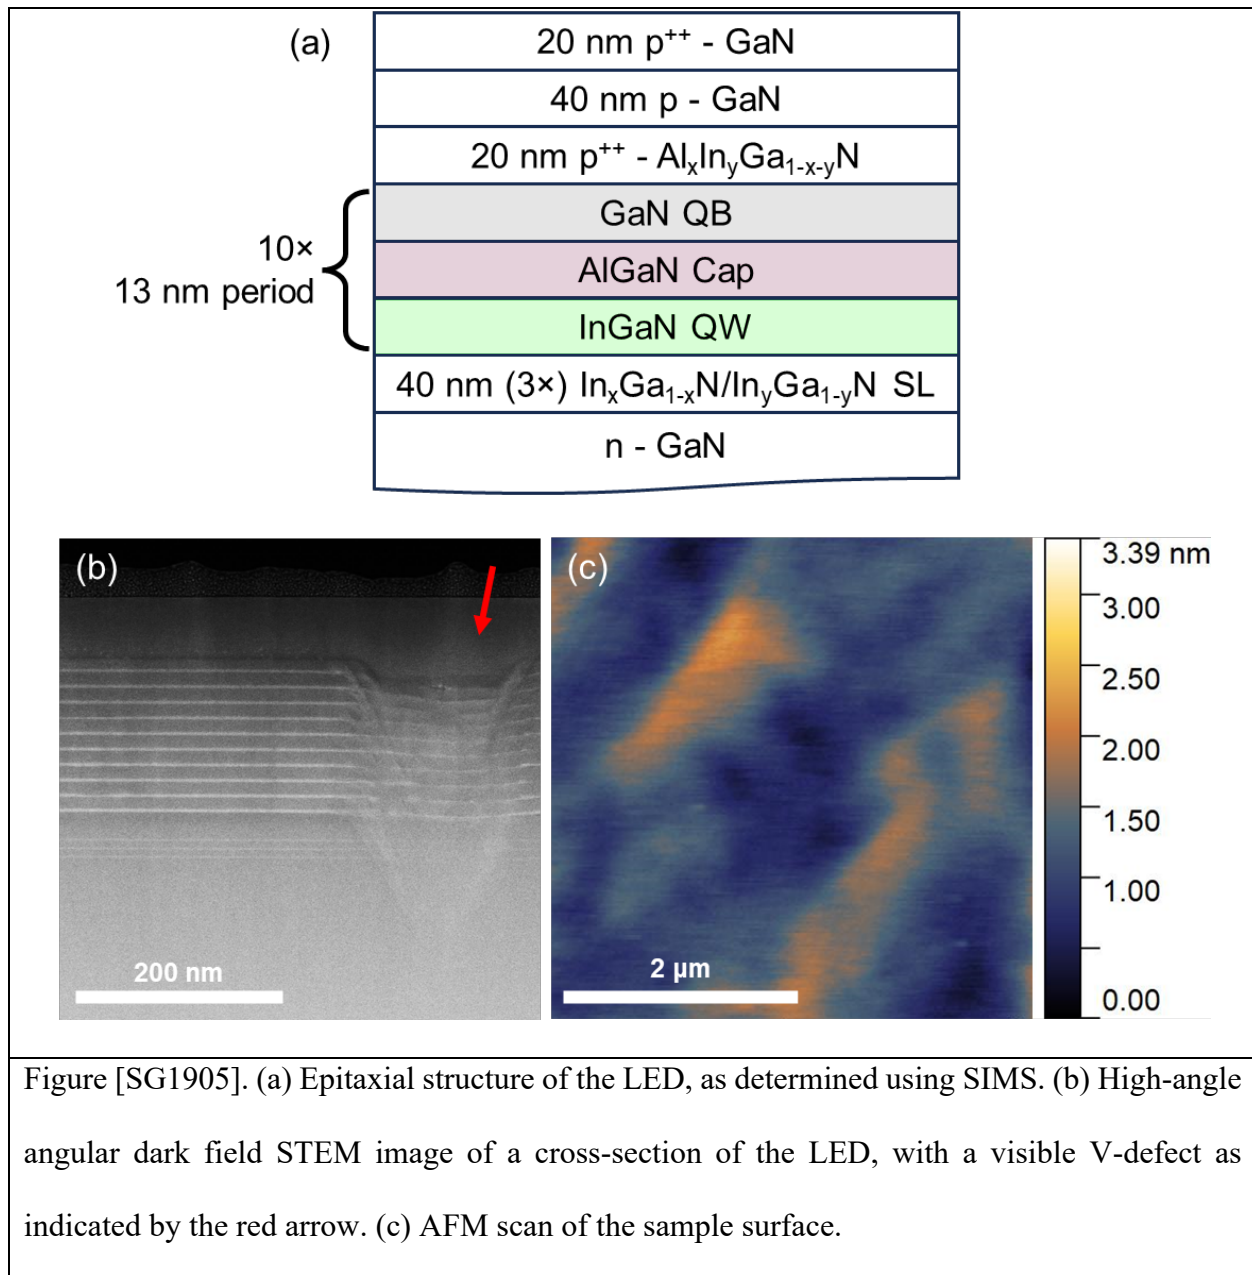 (a)
20 nm p⁺⁺ - GaN
40 nm p - GaN
20 nm p⁺⁺ - AlₓInᵧGa₁₋ₓ₋ᵧN
GaN QB
10×
13 nm period
AlGaN Cap
InGaN QW
40 nm (3×) InₓGa₁₋ₓN/InᵧGa₁₋ᵧN SL
n - GaN
(b)
200 nm
(c)
2 µm
3.39 nm
3.00
2.50
2.00
1.50
1.00
0.00
Figure [SG1905]. (a) Epitaxial structure of the LED, as determined using SIMS. (b) High-angle
angular dark field STEM image of a cross-section of the LED, with a visible V-defect as
indicated by the red arrow. (c) AFM scan of the sample surface.